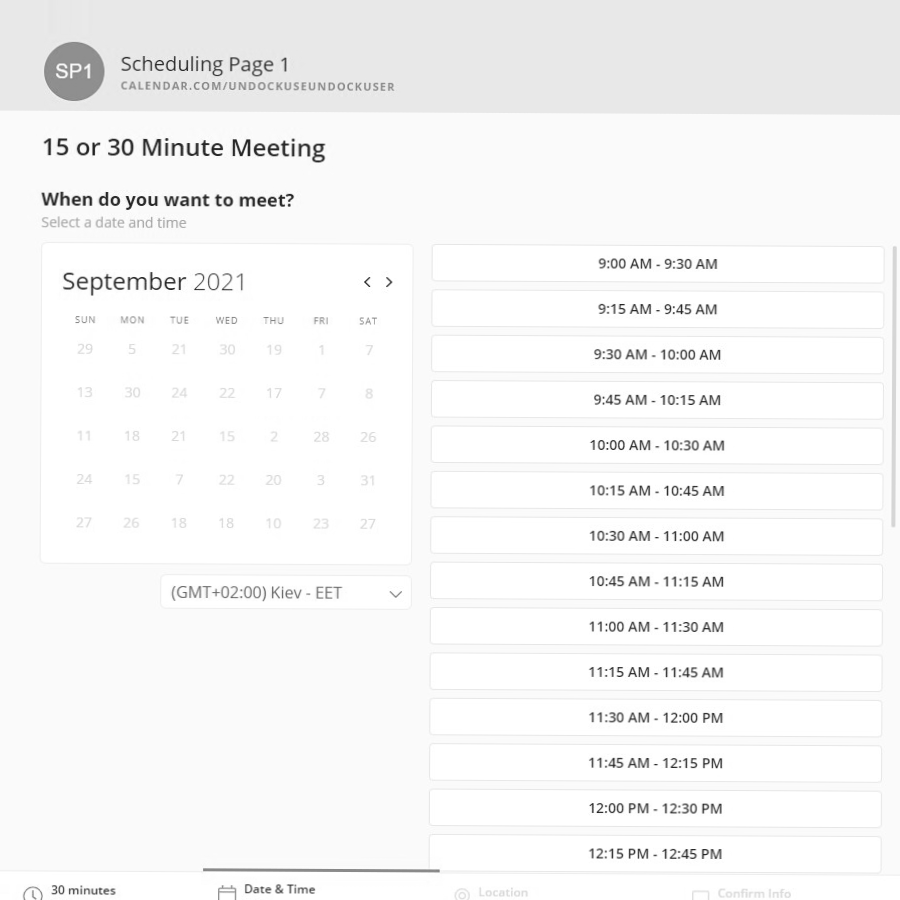 SP1
Scheduling Page 1
CALENDAR.COM/UNDOCKUSEUNDOCKUSER
15 or 30 Minute Meeting
When do you want to meet?
Select a date and time
September 2021
SUN MON TUE WED THU FRI SAT
29 5 21 30 19 1 7
13 30 24 22 17 7 8
11 18 21 15 2 28 26
24 15 7 22 20 3 31
27 26 18 18 10 23 27
(GMT+02:00) Kiev - EET
9:00 AM - 9:30 AM
9:15 AM - 9:45 AM
9:30 AM - 10:00 AM
9:45 AM - 10:15 AM
10:00 AM - 10:30 AM
10:15 AM - 10:45 AM
10:30 AM - 11:00 AM
10:45 AM - 11:15 AM
11:00 AM - 11:30 AM
11:15 AM - 11:45 AM
11:30 AM - 12:00 PM
11:45 AM - 12:15 PM
12:00 PM - 12:30 PM
12:15 PM - 12:45 PM
30 minutes
Date & Time
Location
Confirm Info